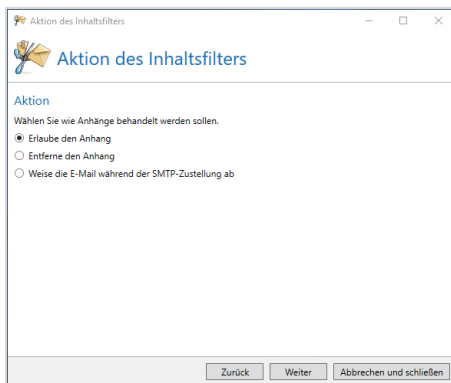 Aktion des Inhaltsfilters
Aktion des Inhaltsfilters
Aktion
Wählen Sie wie Anhänge behandelt werden sollen.
Erlaube den Anhang
Entferne den Anhang
Weise die E-Mail während der SMTP-Zustellung ab
Zurück Weiter Abbrechen und schließen